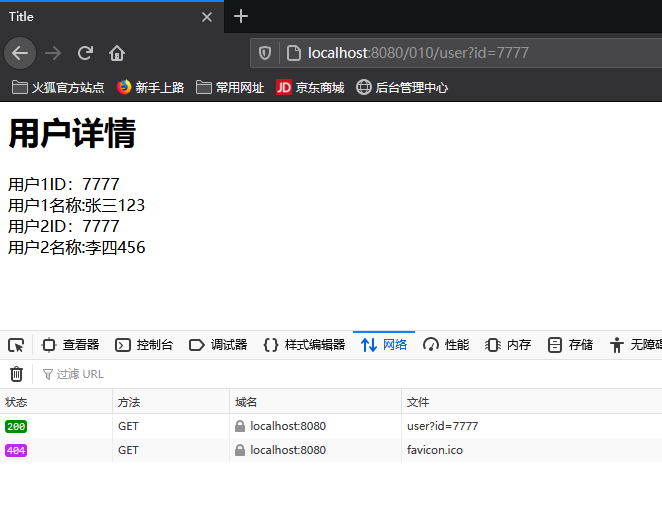 Title
localhost:8080/010/user?id=7777
火狐官方站点 新手上路 常用网址 JD 京东商城 后台管理中心
用户详情
用户1ID：7777
用户1名称:张三123
用户2ID：7777
用户2名称:李四456
查看器 控制台 调试器 样式编辑器 网络 性能 内存 存储 无障碍
过滤 URL
状态 方法 域名 文件
200 GET localhost:8080 user?id=7777
404 GET localhost:8080 favicon.ico